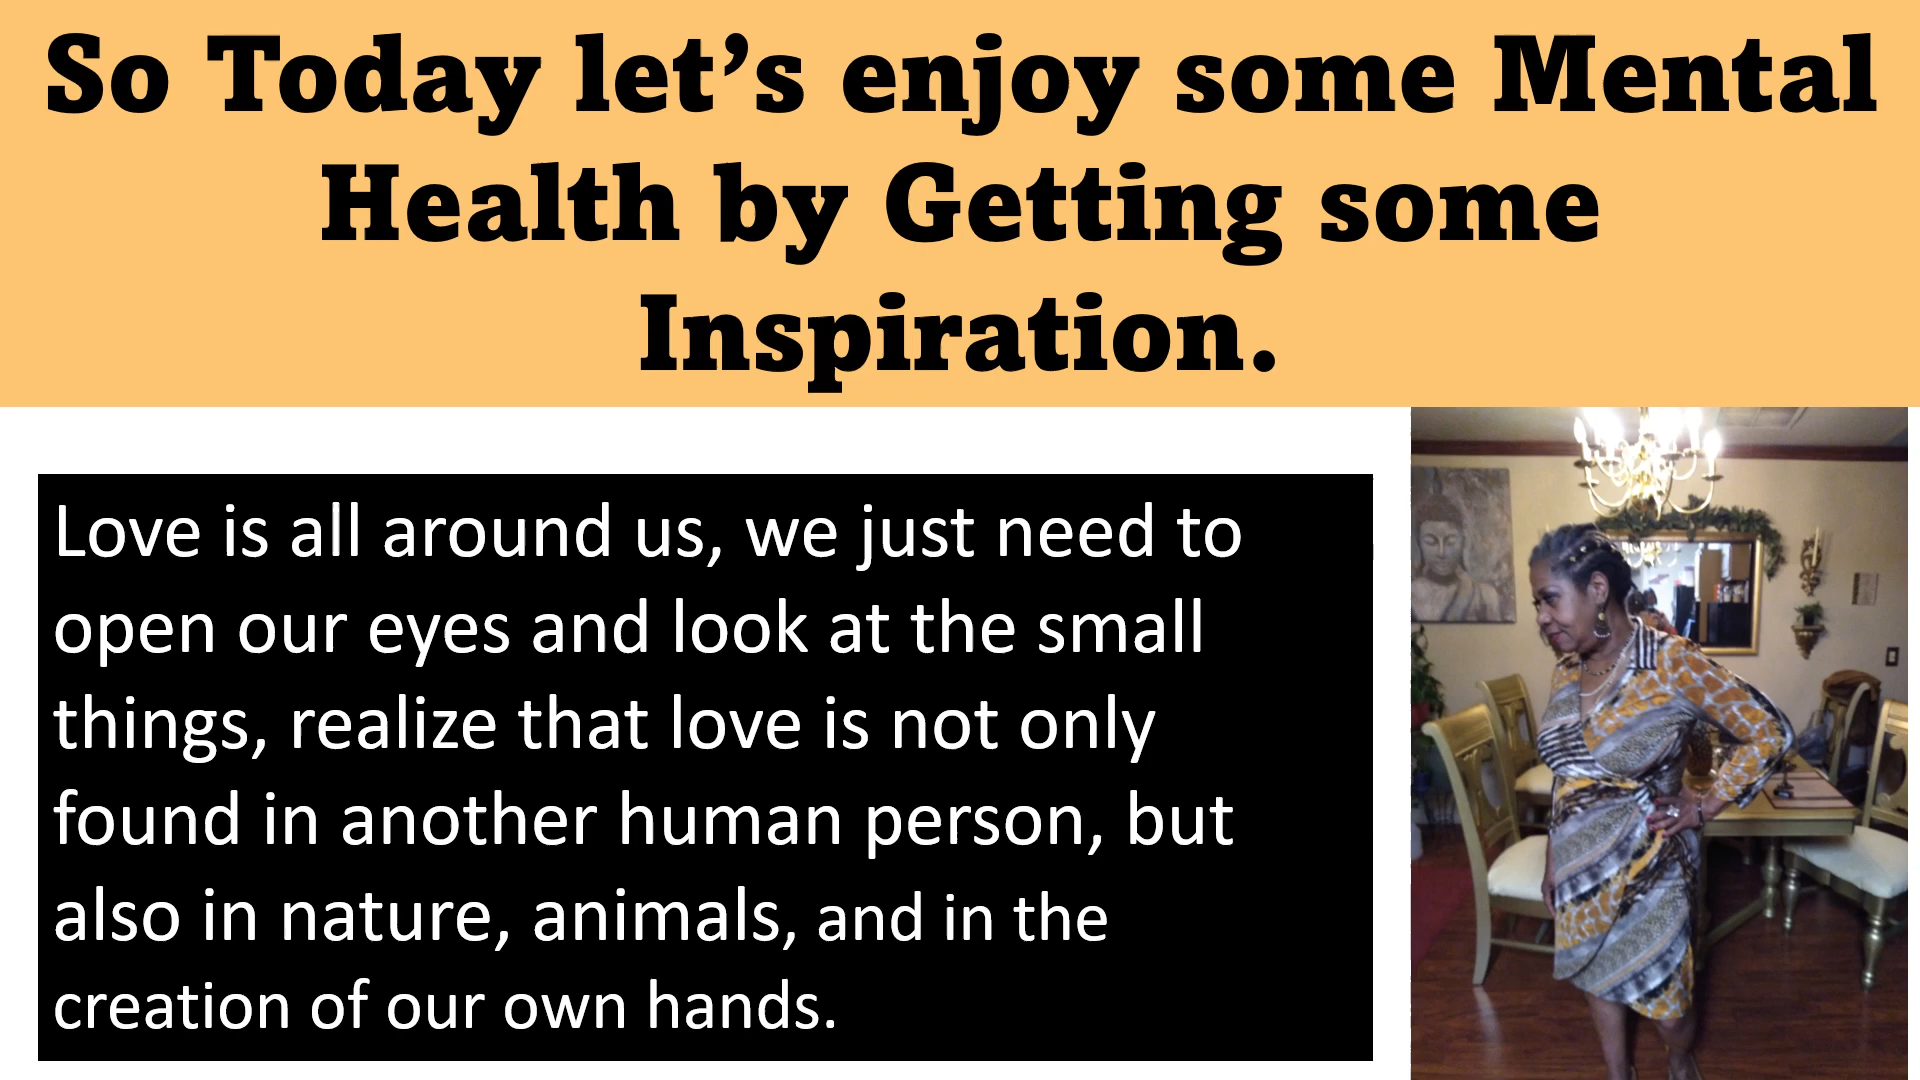 So Today let’s enjoy some Mental
Health by Getting some
Inspiration.
Love is all around us, we just need to
open our eyes and look at the small
things, realize that love is not only
found in another human person, but
also in nature, animals, and in the
creation of our own hands.